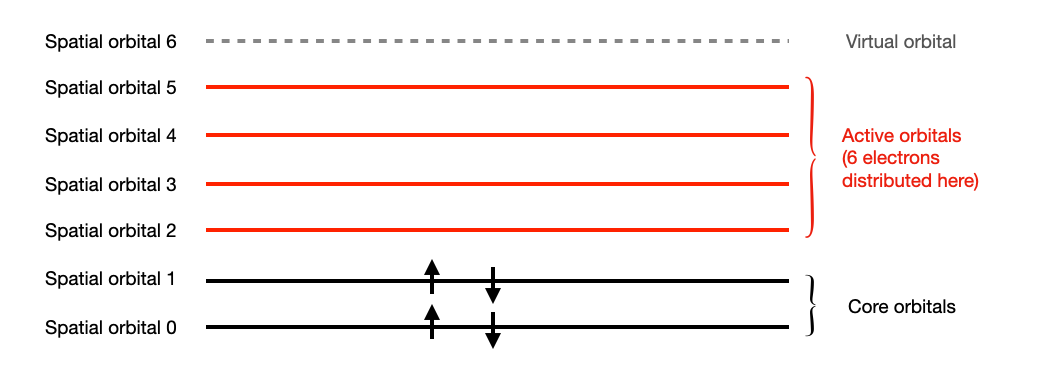 Spatial orbital 6
Virtual orbital
Spatial orbital 5
Spatial orbital 4
Active orbitals
(6 electrons
distributed here)
Spatial orbital 3
Spatial orbital 2
Spatial orbital 1
Core orbitals
Spatial orbital 0